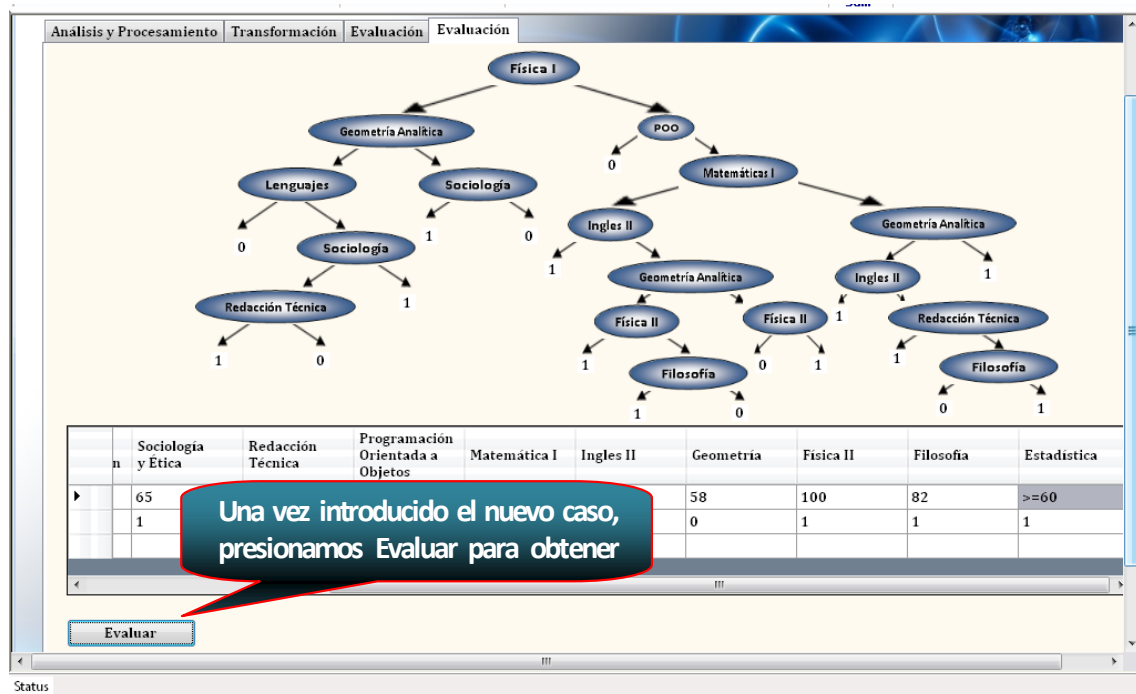 Análisis y Procesamiento Transformación Evaluación Evaluación
Física I
Geometría Analítica POO
0 Matemáticas I
Lenguajes Sociología
Ingles II Geometría Analítica
0 Sociología 1 0
1 Geometría Analítica Ingles II 1
Redacción Técnica 1
Física II Física II 1 Redacción Técnica
1 0 1 Filosofía 0 1 1 Filosofía
1 0 0 1
n Sociología y Ética Redacción Técnica Programación Orientada a Objetos Matemática I Ingles II Geometría Física II Filosofía Estadística
65 58 100 82 >=60
1 0 1 1 1
Una vez introducido el nuevo caso,
presionamos Evaluar para obtener
Evaluar
Status